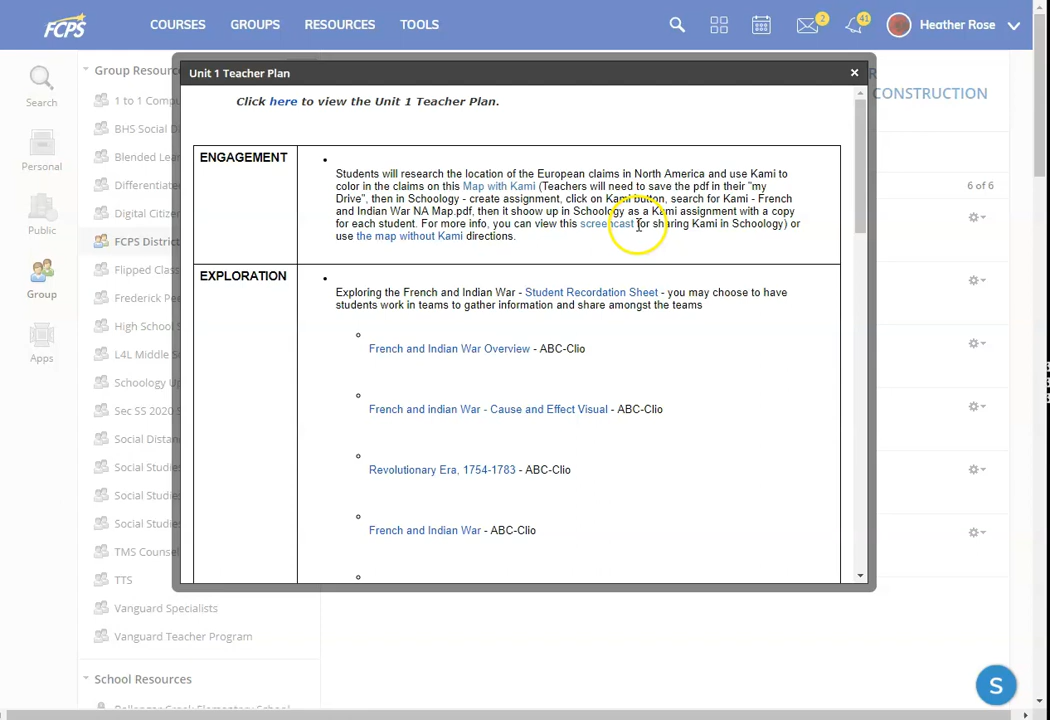 FCPS
COURSES
GROUPS
RESOURCES
TOOLS
2
41
Heather Rose
Search
Personal
Public
Group
Apps
Group Resour
1 to 1 Compu
BHS Social Di
Blended Lea
Differentiate
Digital Citize
FCPS District
Flipped Class
Frederick Pe
High School
L4L Middle S
Schoology U
Sec SS 2020 S
Social Distan
Social Studie
Social Studie
Social Studie
TMS Counsel
TTS
Vanguard Specialists
Vanguard Teacher Program
School Resources
R
CONSTRUCTION
6 of 6
Unit 1 Teacher Plan
Click here to view the Unit 1 Teacher Plan.
ENGAGEMENT
Students will research the location of the European claims in North America and use Kami to
color in the claims on this Map with Kami (Teachers will need to save the pdf in their "my
Drive", then in Schoology - create assignment, click on Kami button, search for Kami - French
and Indian War NA Map.pdf, then it shoow up in Schoology as a Kami assignment with a copy
for each student. For more info, you can view this screencast for sharing Kami in Schoology) or
use the map without Kami directions.
EXPLORATION
Exploring the French and Indian War - Student Recordation Sheet - you may choose to have
students work in teams to gather information and share amongst the teams
French and Indian War Overview - ABC-Clio
French and indian War - Cause and Effect Visual - ABC-Clio
Revolutionary Era, 1754-1783 - ABC-Clio
French and Indian War - ABC-Clio
S